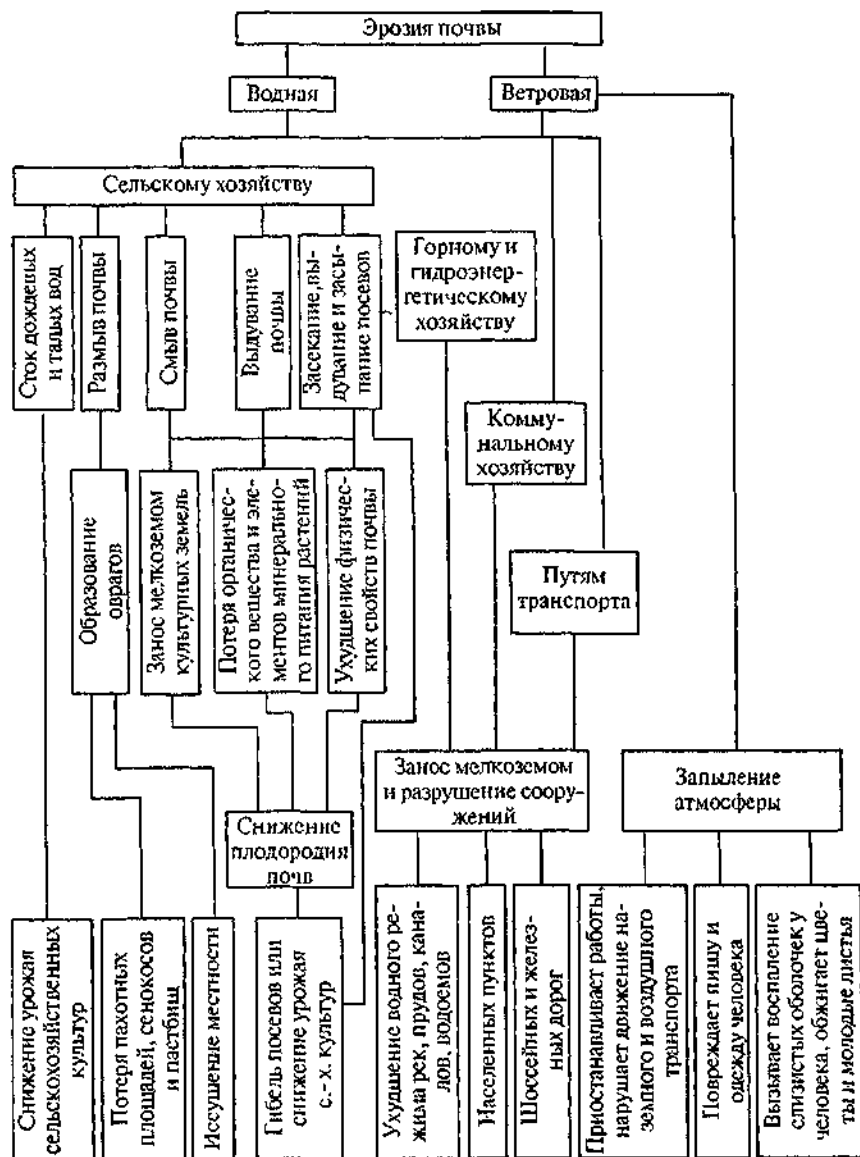 Эрозия почвы
Водная
Ветровая
Сельскому хозяйству
Сток дождевых
и талых вод
Размыв почвы
Смыв почвы
Выдувание
почвы
Засекание, вы-
дувание и засы-
пание посевов
Горному и
гидроэнер-
гетическому
хозяйству
Комму-
нальному
хозяйству
Путям
транспорта
Образование
оврагов
Занос мелкоземом
культурных земель
Потеря органичес-
кого вещества и эле-
ментов минерально-
го питания растений
Ухудшение физичес-
ких свойств почвы
Снижение
плодородия
почв
Занос мелкоземом
и разрушение соору-
жений
Запыление
атмосферы
Снижение урожая
сельскохозяйственных
культур
Потеря пахотных
площадей, сенокосов
и пастбищ
Иссушение местности
Гибель посевов или
снижение урожая
с.- х. культур
Ухудшение водного ре-
жима рек, прудов, кана-
лов, водоемов
Населенных пунктов
Шоссейных и желез-
ных дорог
Приостанавливает работы,
нарушает движение на-
земного и воздушного
транспорта
Повреждает пищу и
одежду человека
Вызывает воспаление
слизистых оболочек у
человека, обжигает цве-
ты и молодые листья